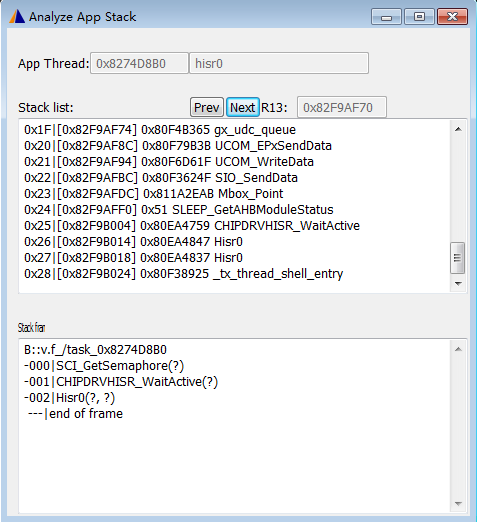 Analyze App Stack
App Thread: 0x8274D8B0 hisr0
Stack list: Prev Next R13: 0x82F9AF70
0x1F|[0x82F9AF74] 0x80F4B365 gx_udc_queue
0x20|[0x82F9AF8C] 0x80F79B3B UCOM_EPxSendData
0x21|[0x82F9AF94] 0x80F6D61F UCOM_WriteData
0x22|[0x82F9AFBC] 0x80F3624F SIO_SendData
0x23|[0x82F9AFDC] 0x811A2EAB Mbox_Point
0x24|[0x82F9AFF0] 0x51 SLEEP_GetAHBModuleStatus
0x25|[0x82F9B004] 0x80EA4759 CHIPDRVHISR_WaitActive
0x26|[0x82F9B014] 0x80EA4847 Hisr0
0x27|[0x82F9B018] 0x80EA4837 Hisr0
0x28|[0x82F9B024] 0x80F38925 _tx_thread_shell_entry
Stack fram
B::v.f_/task_0x8274D8B0
-000|SCI_GetSemaphore(?)
-001|CHIPDRVHISR_WaitActive(?)
-002|Hisr0(?, ?)
---|end of frame